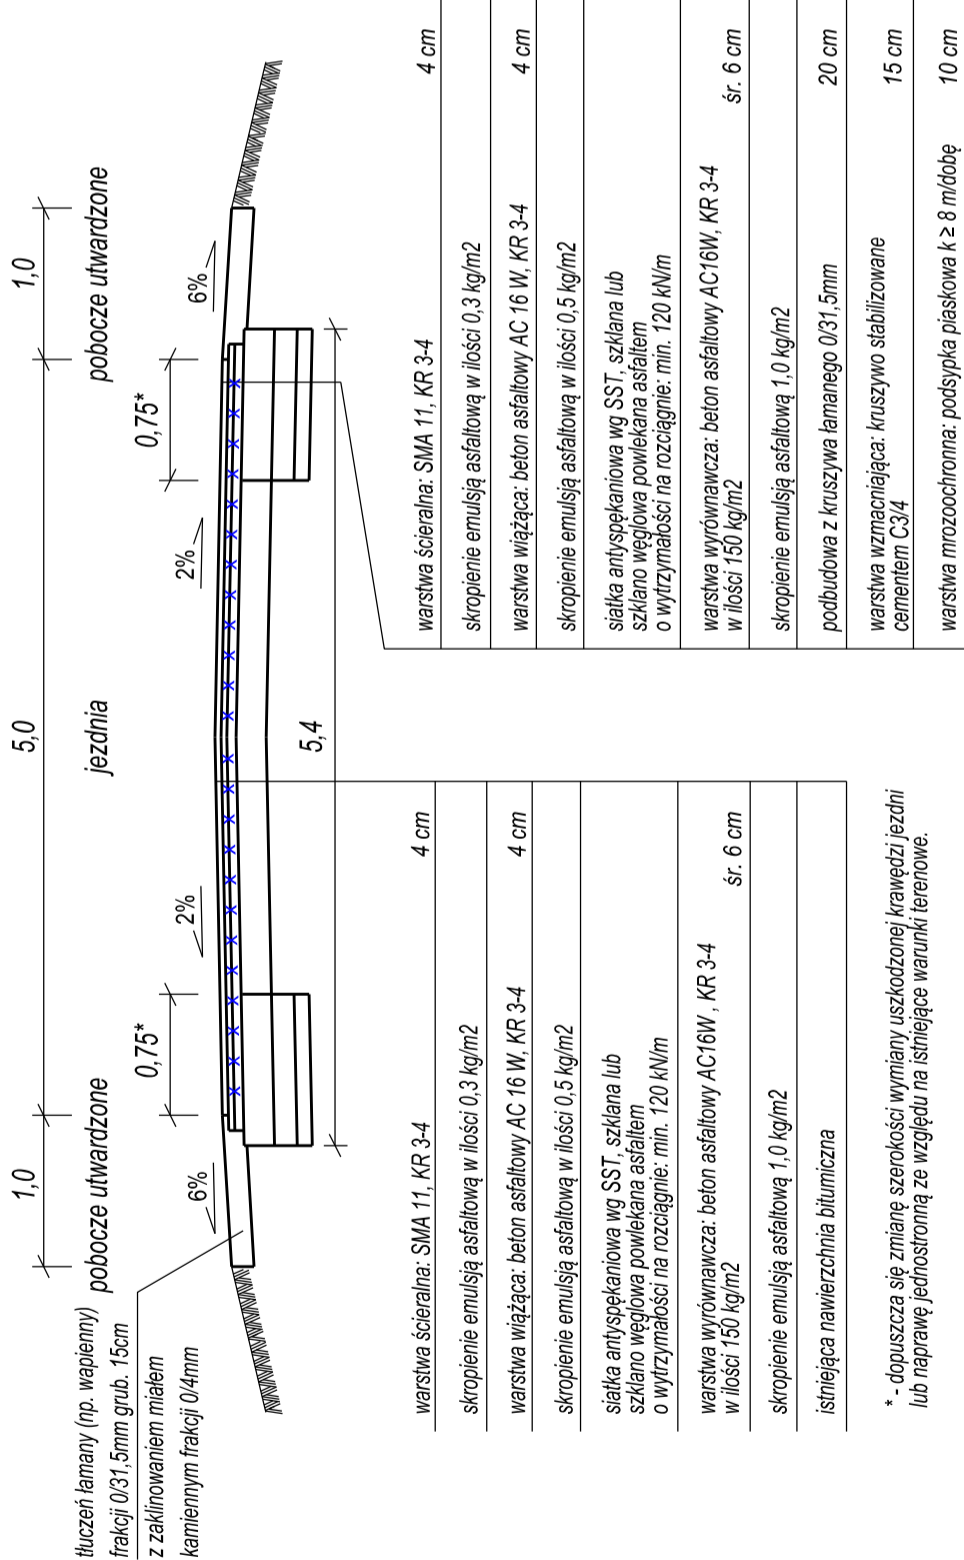 1,0
5,0
1,0
tłuczeń łamany (np. wapienny)
frakcji 0/31,5mm grub. 15cm
z zaklinowaniem miałem
kamiennym frakcji 0/4mm
pobocze utwardzone
jezdnia
pobocze utwardzone
0,75*
0,75*
6%
2%
2%
6%
5,4
warstwa ścieralna: SMA 11, KR 3-4 4 cm
skropienie emulsją asfaltową w ilości 0,3 kg/m2
warstwa wiążąca: beton asfaltowy AC 16 W, KR 3-4 4 cm
skropienie emulsją asfaltową w ilości 0,5 kg/m2
siatka antyspękaniowa wg SST, szklana lub
szklano węglowa powlekana asfaltem
o wytrzymałości na rozciągnie: min. 120 kN/m
warstwa wyrównawcza: beton asfaltowy AC16W , KR 3-4
w ilości 150 kg/m2 śr. 6 cm
skropienie emulsją asfaltową 1,0 kg/m2
istniejąca nawierzchnia bitumiczna
warstwa ścieralna: SMA 11, KR 3-4 4 cm
skropienie emulsją asfaltową w ilości 0,3 kg/m2
warstwa wiążąca: beton asfaltowy AC 16 W, KR 3-4 4 cm
skropienie emulsją asfaltową w ilości 0,5 kg/m2
siatka antyspękaniowa wg SST, szklana lub
szklano węglowa powlekana asfaltem
o wytrzymałości na rozciągnie: min. 120 kN/m
warstwa wyrównawcza: beton asfaltowy AC16W, KR 3-4
w ilości 150 kg/m2 śr. 6 cm
skropienie emulsją asfaltową 1,0 kg/m2
podbudowa z kruszywa łamanego 0/31,5mm 20 cm
warstwa wzmacniająca: kruszywo stabilizowane
cementem C3/4 15 cm
warstwa mrozoochronna: podsypka piaskowa k ≥ 8 m/dobę 10 cm
* - dopuszcza się zmianę szerokości wymiany uszkodzonej krawędzi jezdni
lub naprawę jednostronną ze względu na istniejące warunki terenowe.